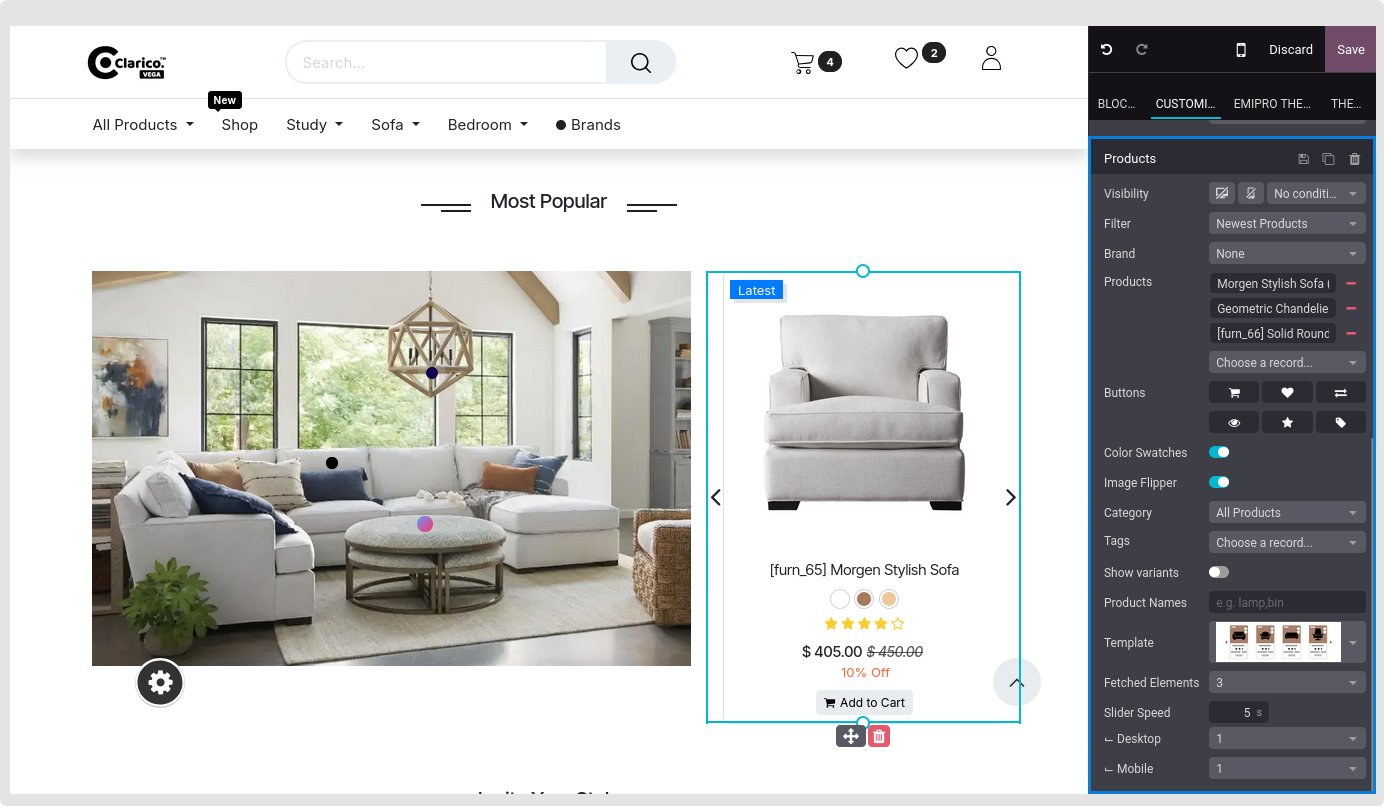 Clarico.
VEGA
Search...
4
2
New
All Products
Shop
Study
Sofa
Bedroom
Brands
Most Popular
Latest
[furn_65] Morgen Stylish Sofa
$ 405.00 $ 450.00
10% Off
Add to Cart
Discard
Save
BLOC...
CUSTOMI...
EMIPRO THE...
THE...
Products
Visibility
No conditi...
Filter
Newest Products
Brand
None
Products
Morgen Stylish Sofa
Geometric Chandelie
[furn_66] Solid Round
Choose a record...
Buttons
Color Swatches
Image Flipper
Category
All Products
Tags
Choose a record...
Show variants
Product Names
e.g. lamp,bin
Template
Fetched Elements
3
Slider Speed
5 s
Desktop
1
Mobile
1